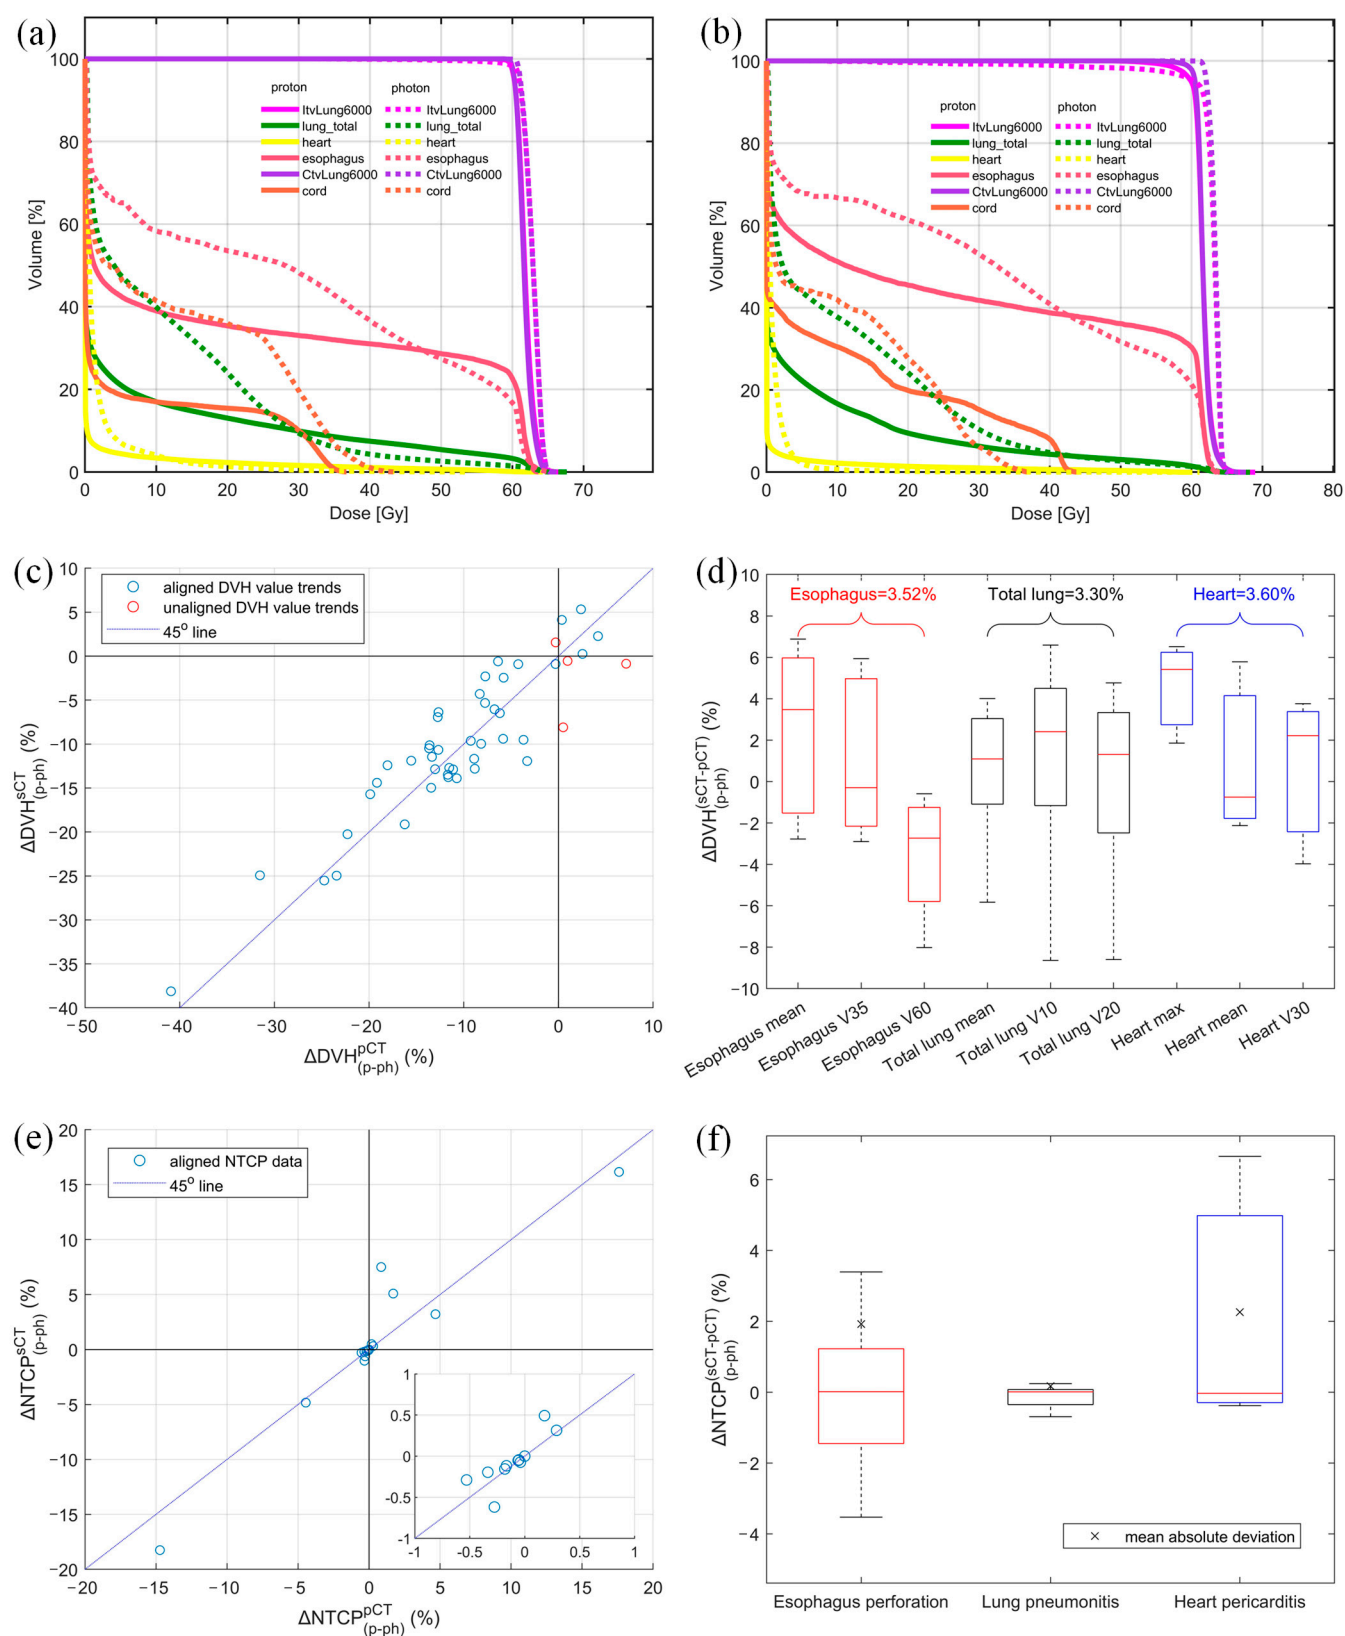 (a)
100
80
60
40
20
0
Volume [%]
proton
photon
ItvLung6000
ItvLung6000
lung_total
lung_total
heart
heart
esophagus
esophagus
CtvLung6000
CtvLung6000
cord
cord
0 10 20 30 40 50 60 70
Dose [Gy]
(b)
100
80
60
40
20
0
Volume [%]
proton
photon
ItvLung6000
ItvLung6000
lung_total
lung_total
heart
heart
esophagus
esophagus
CtvLung6000
CtvLung6000
cord
cord
0 10 20 30 40 50 60 70 80
Dose [Gy]
(c)
aligned DVH value trends
unaligned DVH value trends
45° line
10
5
0
−5
−10
−15
−20
−25
−30
−35
−40
ΔDVH(p-ph)^sCT (%)
−50 −40 −30 −20 −10 0 10
ΔDVH(p-ph)^pCT (%)
(d)
Esophagus=3.52% Total lung=3.30% Heart=3.60%
10
8
6
4
2
0
−2
−4
−6
−8
−10
ΔDVH(p-ph)^(sCT-pCT) (%)
Esophagus mean
Esophagus V35
Esophagus V60
Total lung mean
Total lung V10
Total lung V20
Heart max
Heart mean
Heart V30
(e)
aligned NTCP data
45° line
20
15
10
5
0
−5
−10
−15
−20
ΔNTCP(p-ph)^sCT (%)
1
0.5
0
−0.5
−1
−1 −0.5 0 0.5 1
−20 −15 −10 −5 0 5 10 15 20
ΔNTCP(p-ph)^pCT (%)
(f)
6
4
2
0
−2
−4
ΔNTCP(p-ph)^(sCT-pCT) (%)
× mean absolute deviation
Esophagus perforation Lung pneumonitis Heart pericarditis